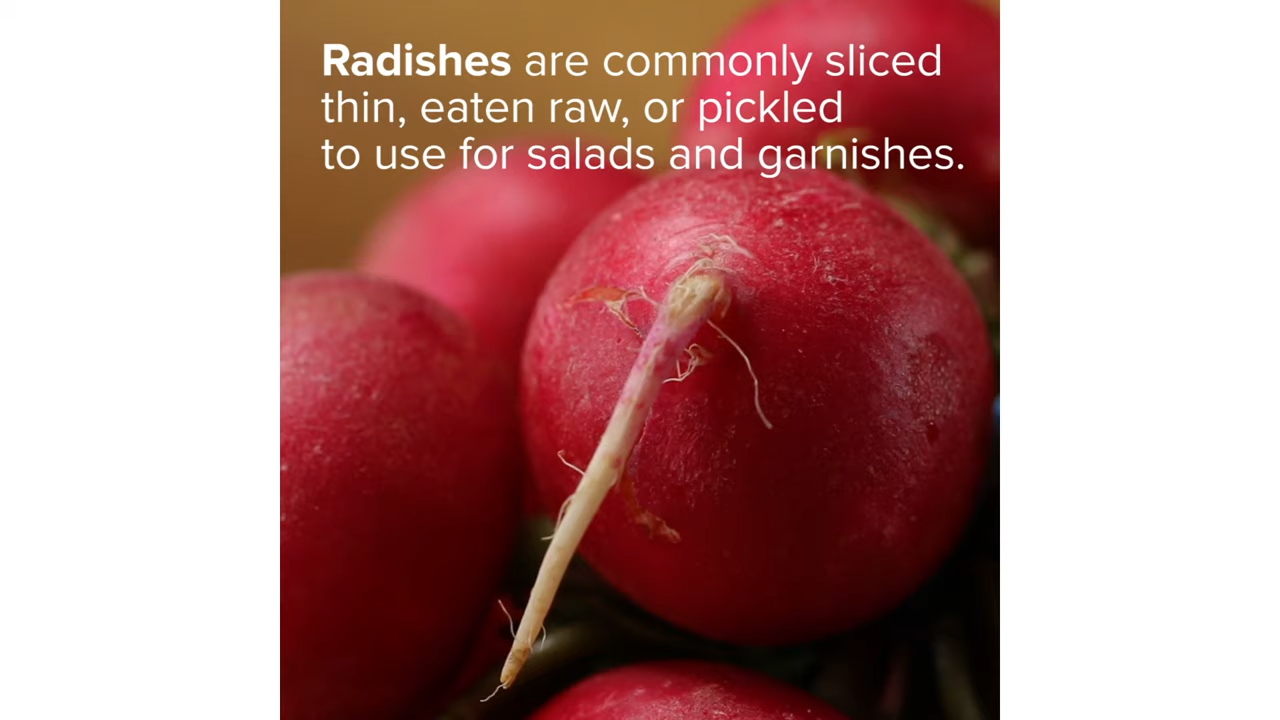 Radishes are commonly sliced
thin, eaten raw, or pickled
to use for salads and garnishes.